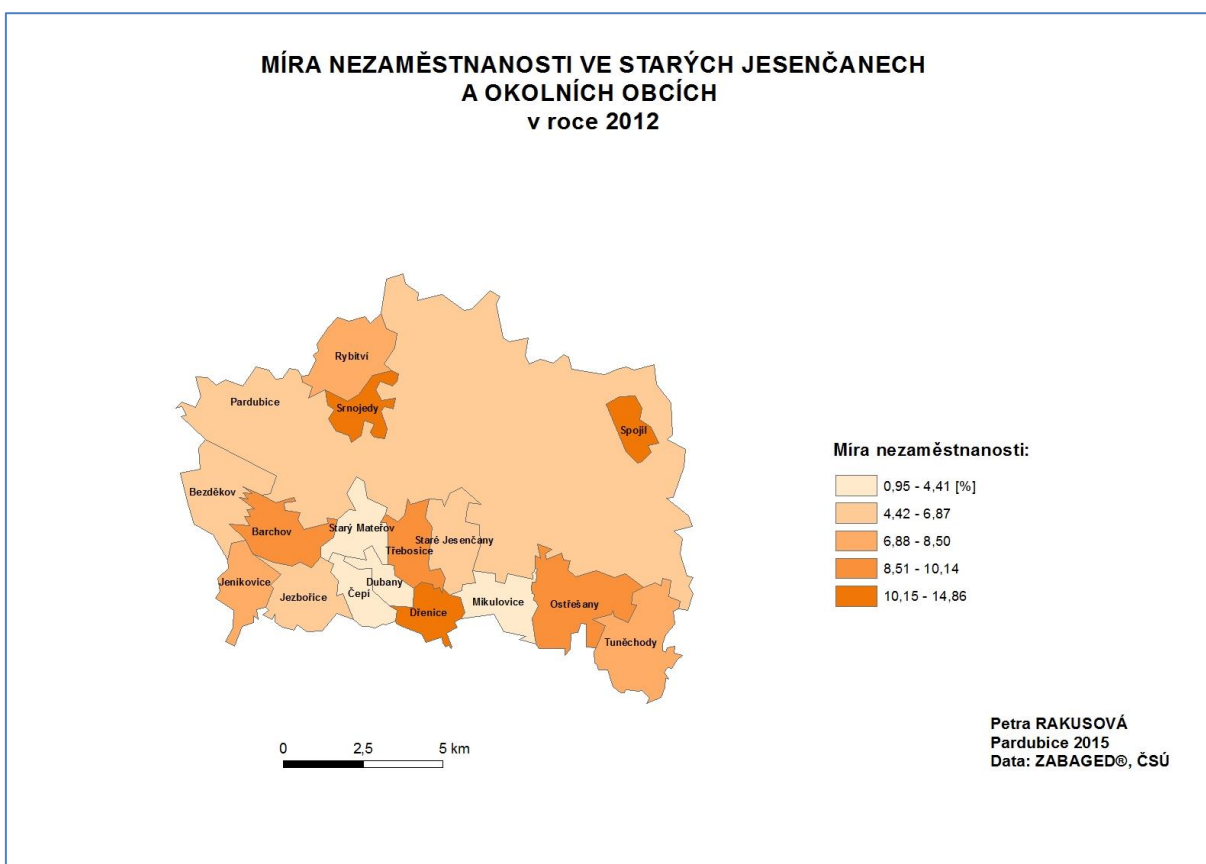 MÍRA NEZAMĚSTNANOSTI VE STARÝCH JESENČANECH
A OKOLNÍCH OBCÍCH
v roce 2012
Rybitví
Pardubice
Srnojedy
Spojil
Bezděkov
Barchov
Starý Mateřov
Třebosice
Staré Jesenčany
Jeníkovice
Jezbořice
Čepí
Dubany
Dřenice
Mikulovice
Ostřešany
Tuněchody
Míra nezaměstnanosti:
0,95 - 4,41 [%]
4,42 - 6,87
6,88 - 8,50
8,51 - 10,14
10,15 - 14,86
0 2,5 5 km
Petra RAKUSOVÁ
Pardubice 2015
Data: ZABAGED®, ČSÚ